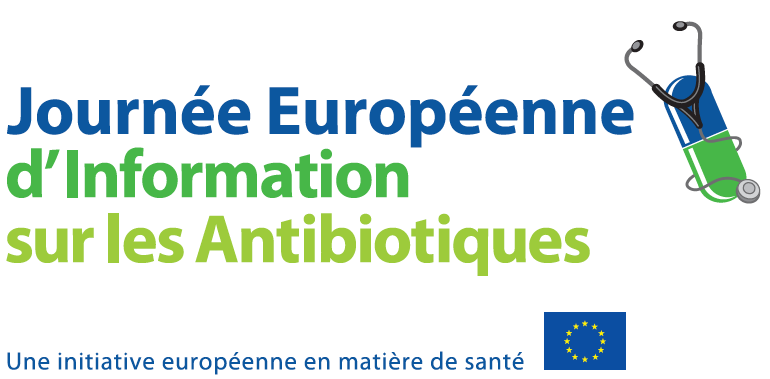 Journée Européenne
d'Information
sur les Antibiotiques
Une initiative européenne en matière de santé